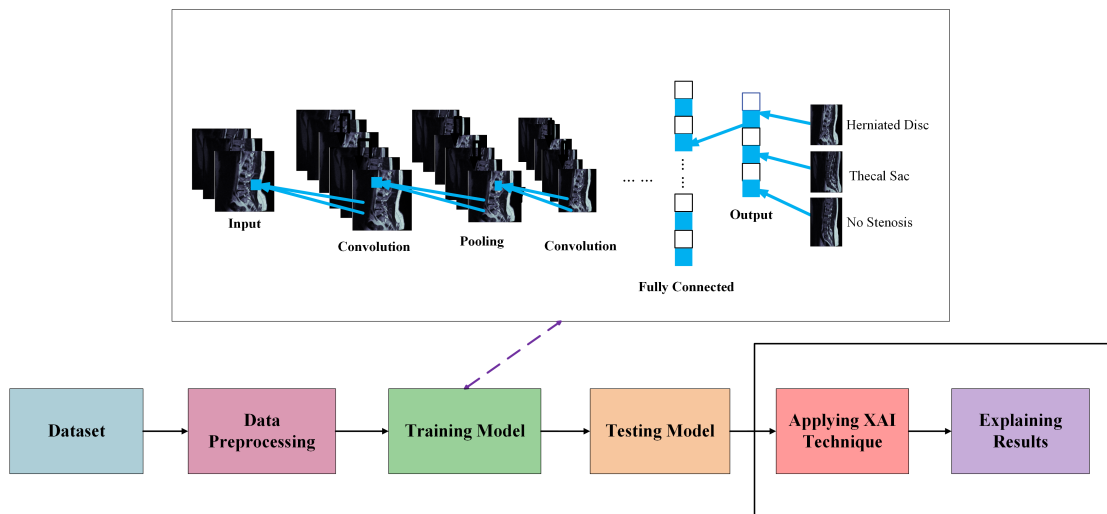 Herniated Disc
Thecal Sac
No Stenosis
Input
Convolution
Pooling
Convolution
... ...
Output
Fully Connected
Dataset
Data
Preprocessing
Training Model
Testing Model
Applying XAI
Technique
Explaining
Results